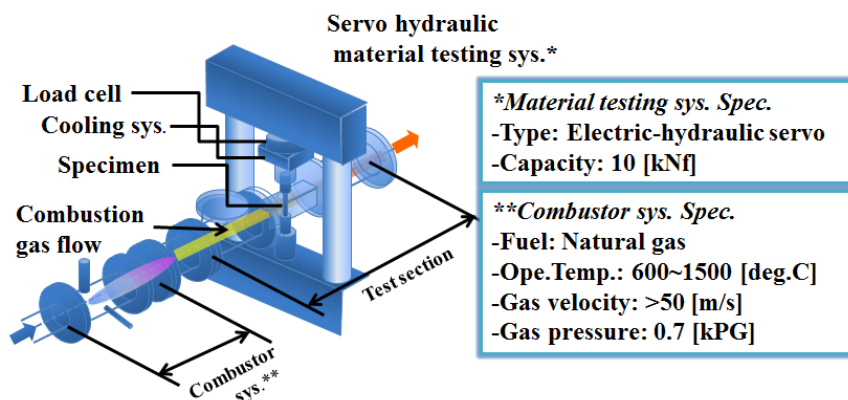 Servo hydraulic
material testing sys.*
Load cell
Cooling sys.
Specimen
Combustion
gas flow
Test section
Combustor
sys.**
*Material testing sys. Spec.
-Type: Electric-hydraulic servo
-Capacity: 10 [kNf]
**Combustor sys. Spec.
-Fuel: Natural gas
-Ope.Temp.: 600~1500 [deg.C]
-Gas velocity: >50 [m/s]
-Gas pressure: 0.7 [kPG]